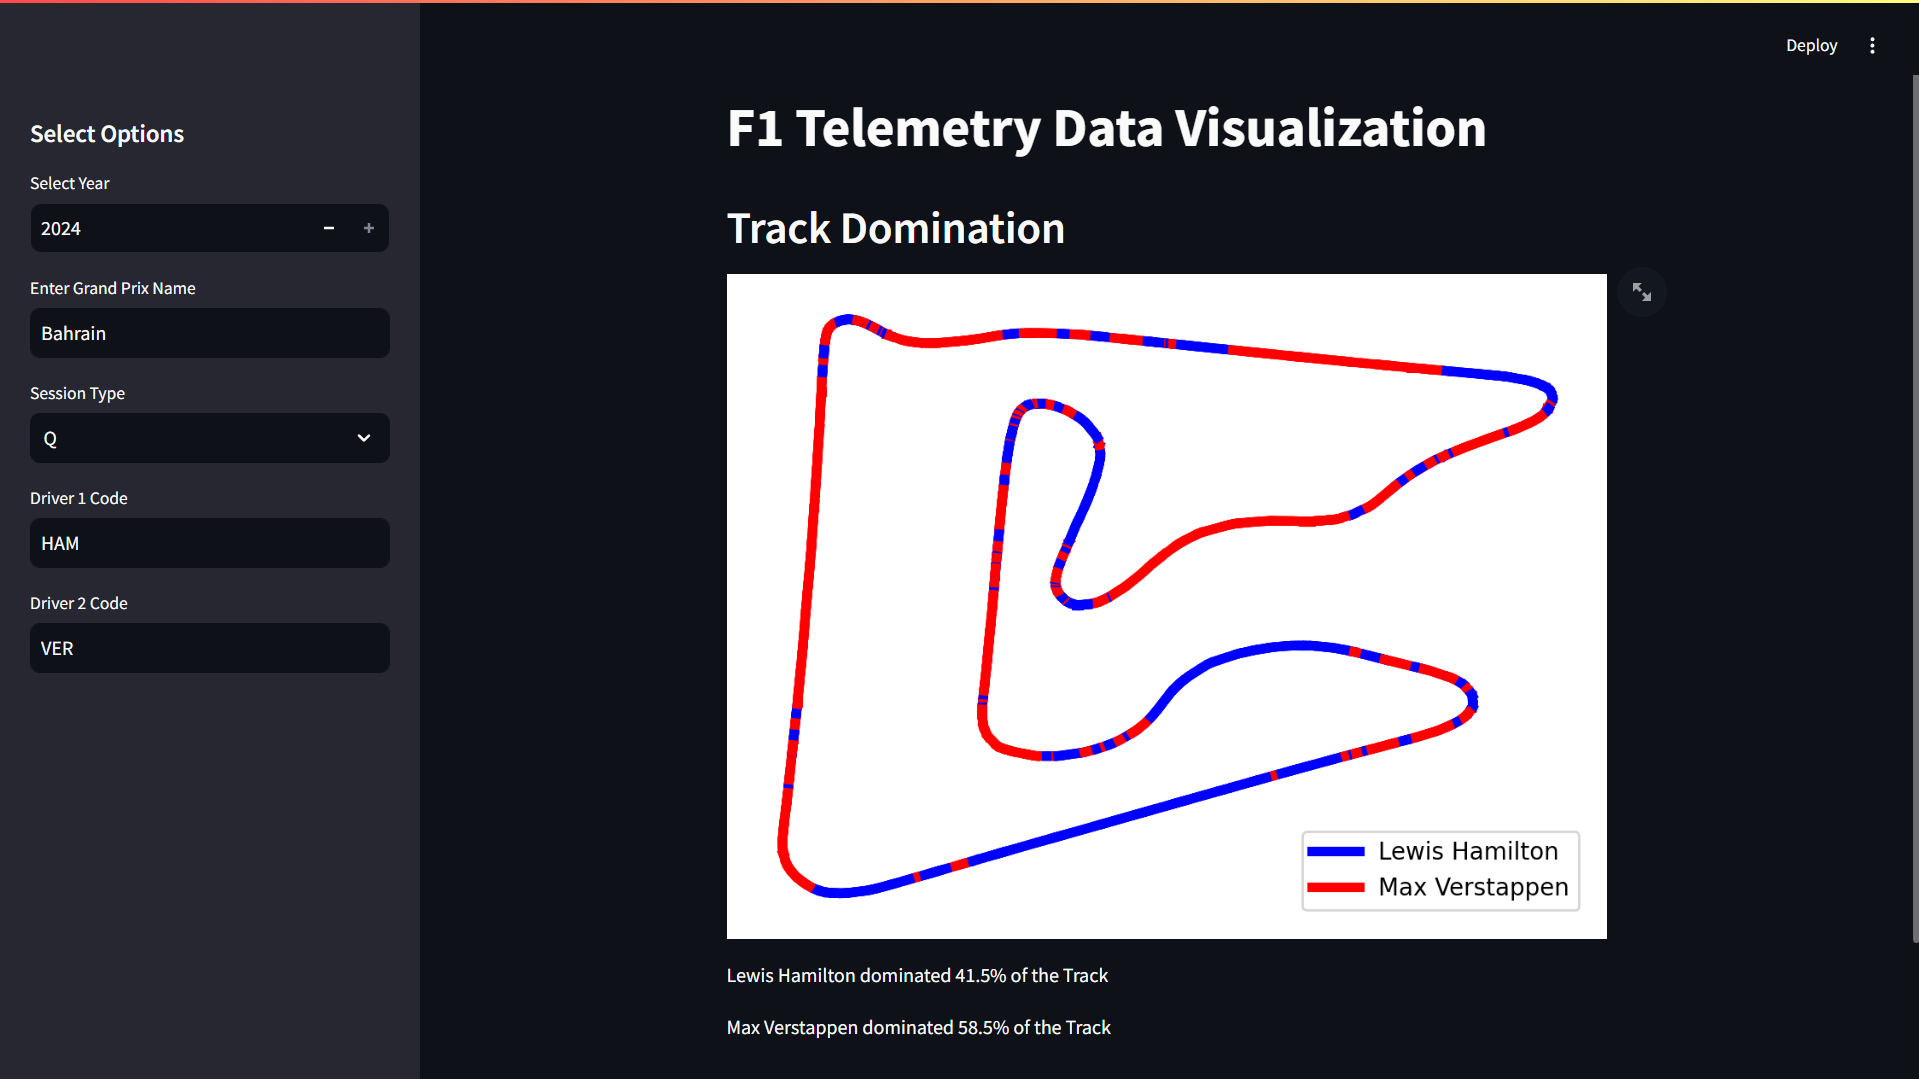 Deploy
Select Options
Select Year
2024
Enter Grand Prix Name
Bahrain
Session Type
Q
Driver 1 Code
HAM
Driver 2 Code
VER
F1 Telemetry Data Visualization
Track Domination
Lewis Hamilton
Max Verstappen
Lewis Hamilton dominated 41.5% of the Track
Max Verstappen dominated 58.5% of the Track